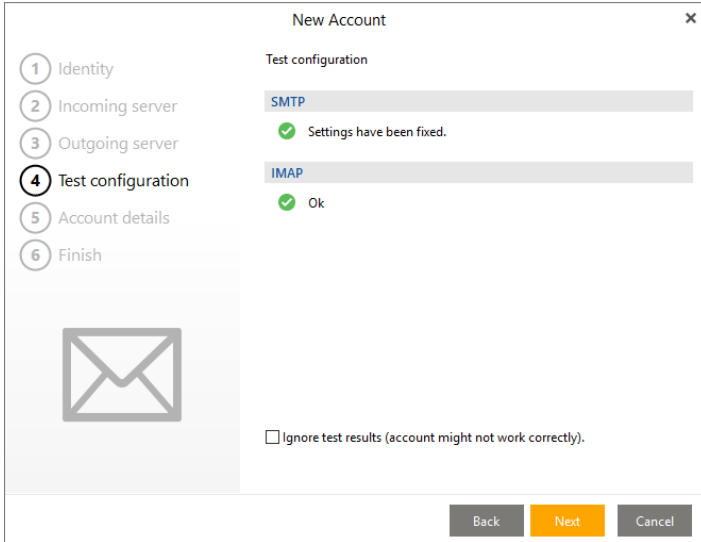 New Account
1 Identity
2 Incoming server
3 Outgoing server
4 Test configuration
5 Account details
6 Finish
Test configuration
SMTP
Settings have been fixed.
IMAP
Ok
Ignore test results (account might not work correctly).
Back
Next
Cancel